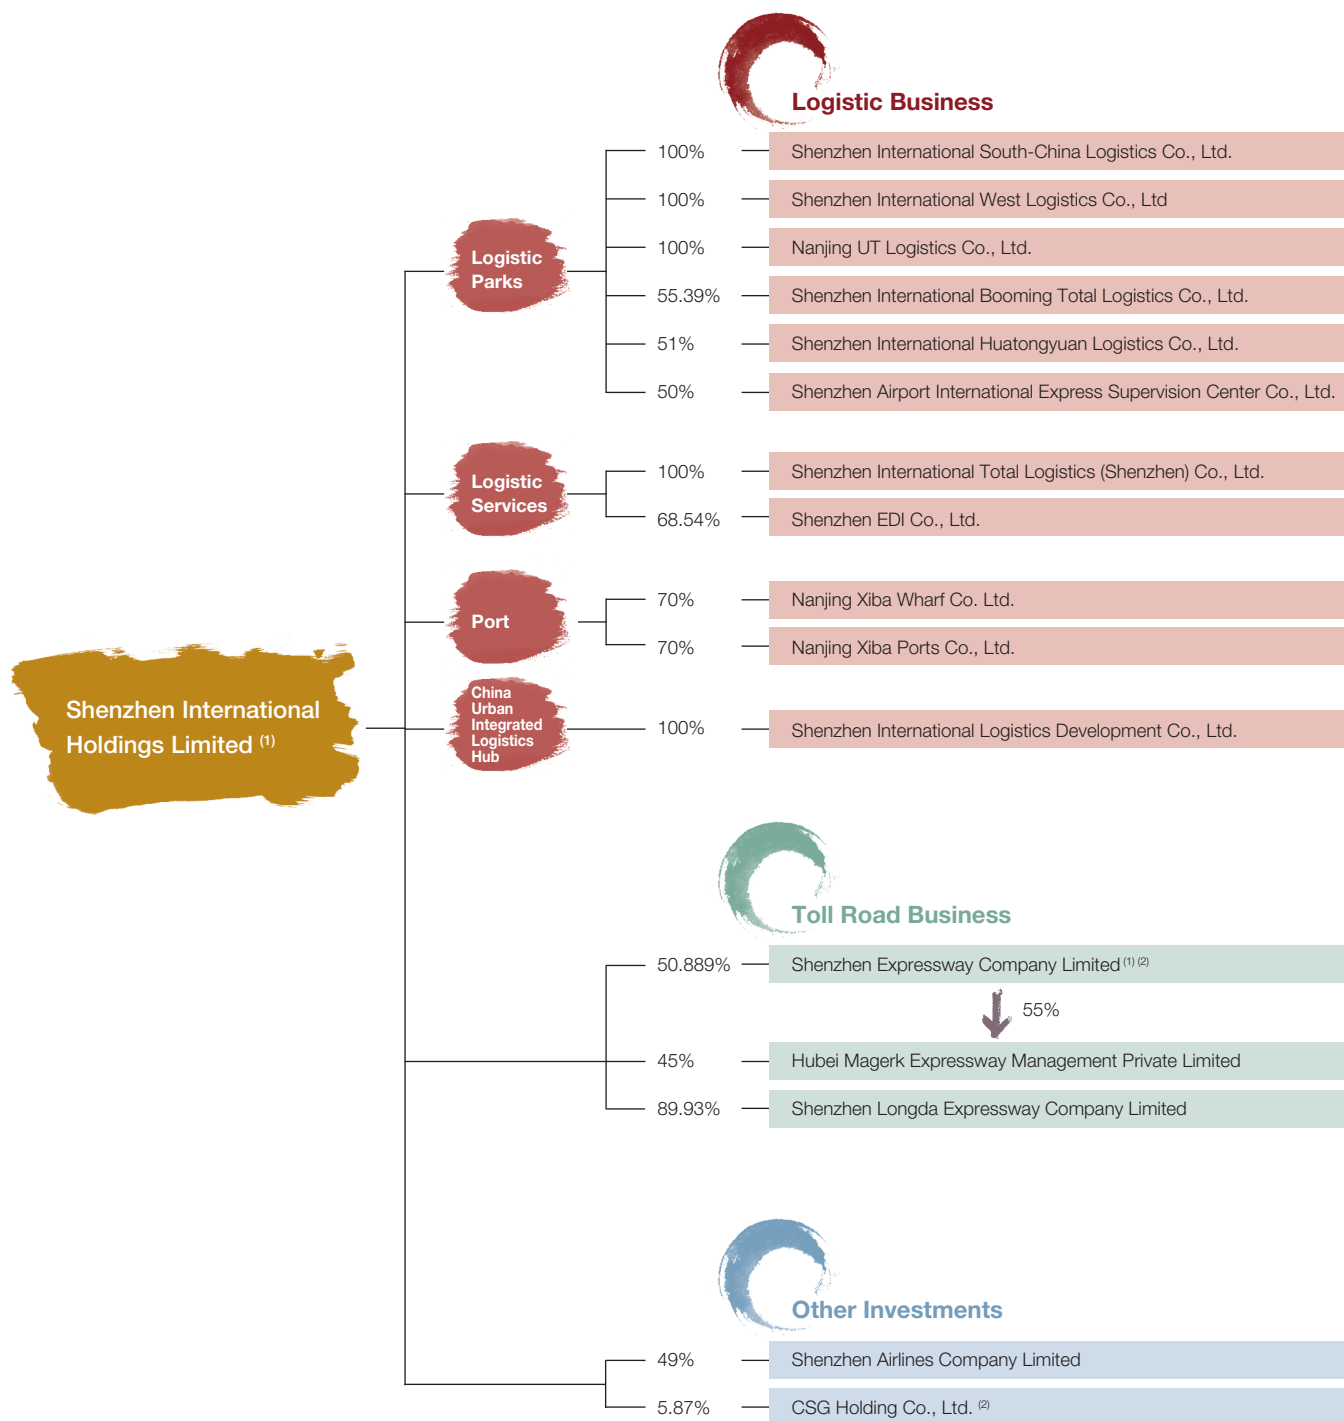 Logistic Business
Logistic
Parks
100% Shenzhen International South-China Logistics Co., Ltd.
100% Shenzhen International West Logistics Co., Ltd
100% Nanjing UT Logistics Co., Ltd.
55.39% Shenzhen International Booming Total Logistics Co., Ltd.
51% Shenzhen International Huatongyuan Logistics Co., Ltd.
50% Shenzhen Airport International Express Supervision Center Co., Ltd.
Logistic
Services
100% Shenzhen International Total Logistics (Shenzhen) Co., Ltd.
68.54% Shenzhen EDI Co., Ltd.
Port
70% Nanjing Xiba Wharf Co. Ltd.
70% Nanjing Xiba Ports Co., Ltd.
Shenzhen International
Holdings Limited (1)
China
Urban
Integrated
Logistics
Hub
100% Shenzhen International Logistics Development Co., Ltd.
Toll Road Business
50.889% Shenzhen Expressway Company Limited (1) (2)
55%
45% Hubei Magerk Expressway Management Private Limited
89.93% Shenzhen Longda Expressway Company Limited
Other Investments
49% Shenzhen Airlines Company Limited
5.87% CSG Holding Co., Ltd. (2)